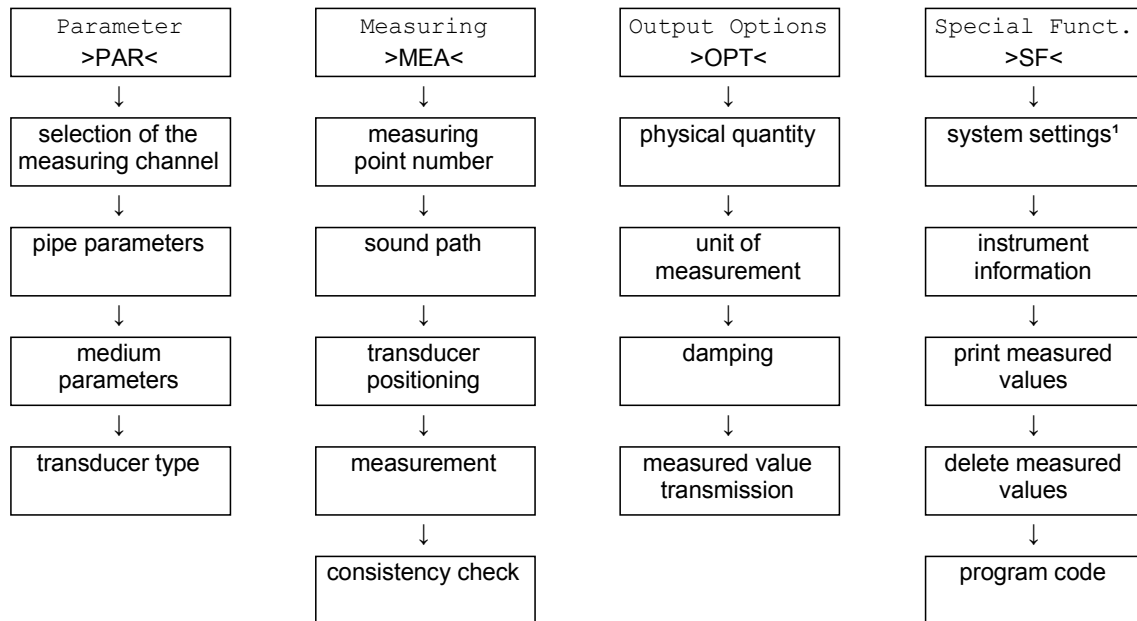 Parameter
>PAR<
↓
selection of the
measuring channel
↓
pipe parameters
↓
medium
parameters
↓
transducer type
Measuring
>MEA<
↓
measuring
point number
↓
sound path
↓
transducer
positioning
↓
measurement
↓
consistency check
Output Options
>OPT<
↓
physical quantity
↓
unit of
measurement
↓
damping
↓
measured value
transmission
Special Funct.
>SF<
↓
system settings¹
↓
instrument
information
↓
print measured
values
↓
delete measured
values
↓
program code